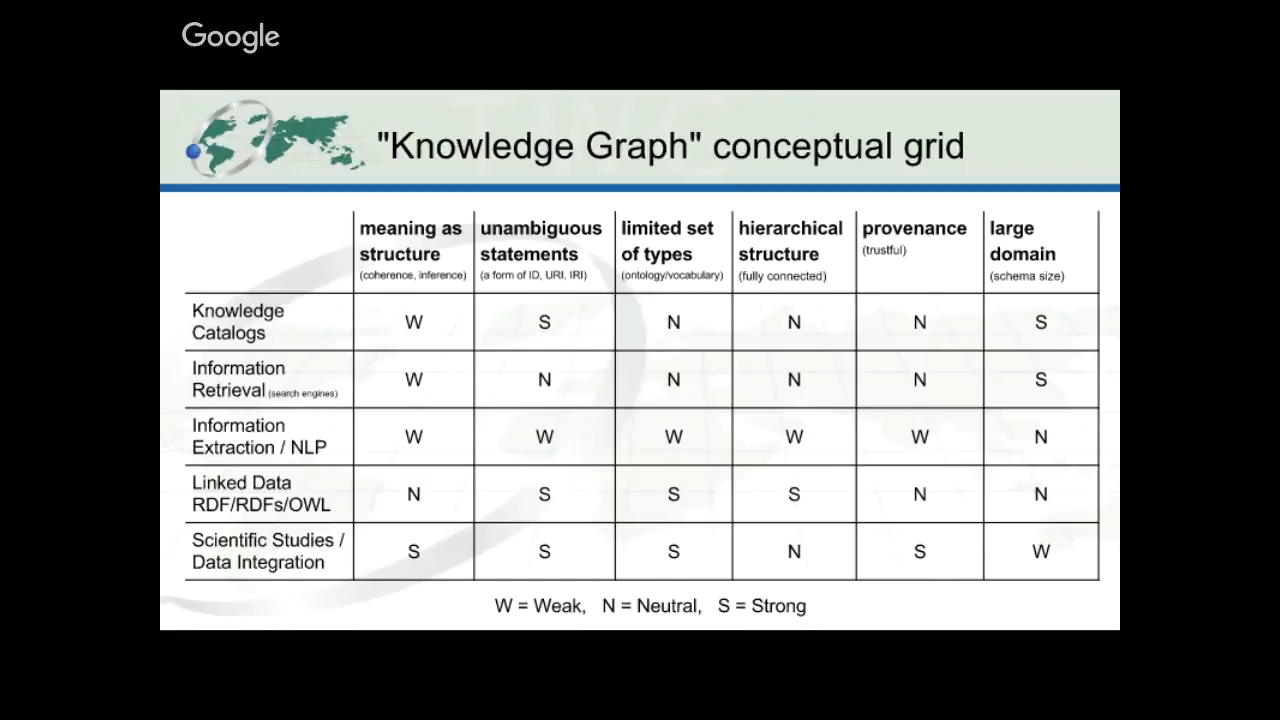 Google
"Knowledge Graph" conceptual grid
meaning as structure (coherence, inference) unambiguous statements (a form of ID, URI, IRI) limited set of types (ontology/vocabulary) hierarchical structure (fully connected) provenance (trustful) large domain (schema size)
Knowledge Catalogs W S N N N S
Information Retrieval (search engines) W N N N N S
Information Extraction / NLP W W W W W N
Linked Data RDF/RDFs/OWL N S S S N N
Scientific Studies / Data Integration S S S N S W
W = Weak, N = Neutral, S = Strong